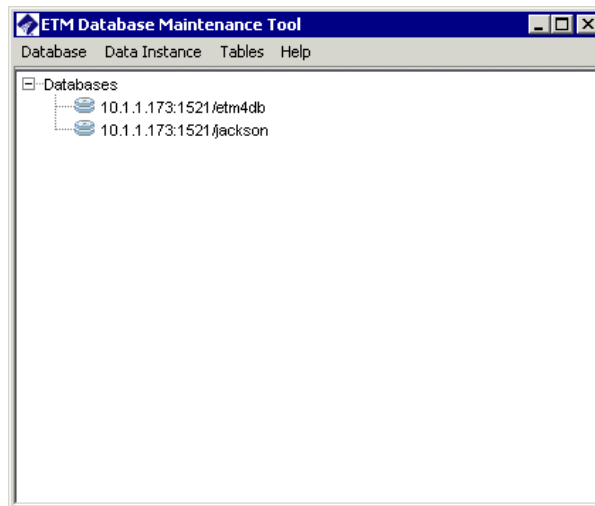 ETM Database Maintenance Tool
Database Data Instance Tables Help
Databases
10.1.1.173:1521/etm4db
10.1.1.173:1521/jackson